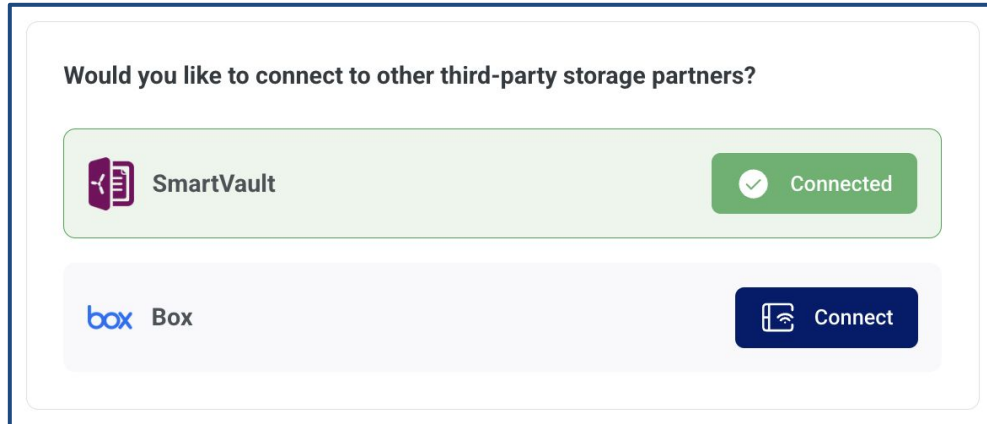 Would you like to connect to other third-party storage partners?
SmartVault
Connected
box Box
Connect